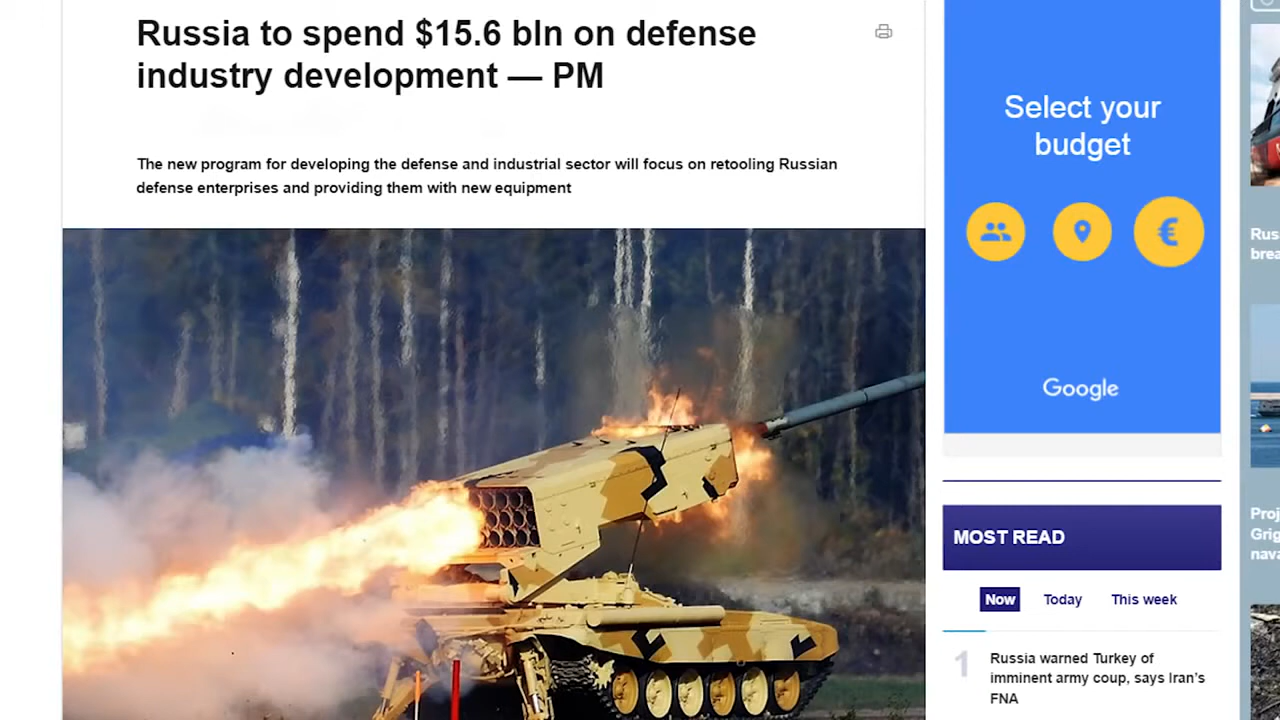 Russia to spend $15.6 bln on defense
industry development — PM
The new program for developing the defense and industrial sector will focus on retooling Russian
defense enterprises and providing them with new equipment
Select your
budget
€
Google
MOST READ
Now Today This week
1
Russia warned Turkey of
imminent army coup, says Iran's
FNA